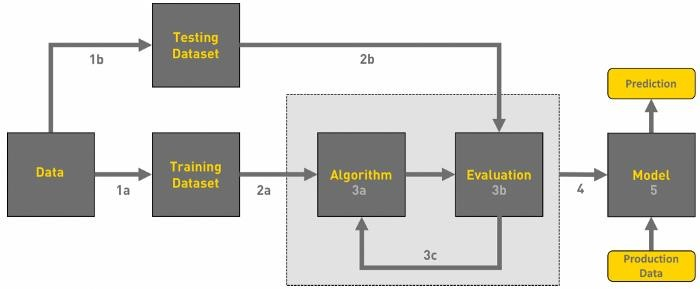 Testing
Dataset
1b
2b
Prediction
Data
1a
Training
Dataset
2a
Algorithm
3a
Evaluation
3b
4
Model
5
3c
Production
Data